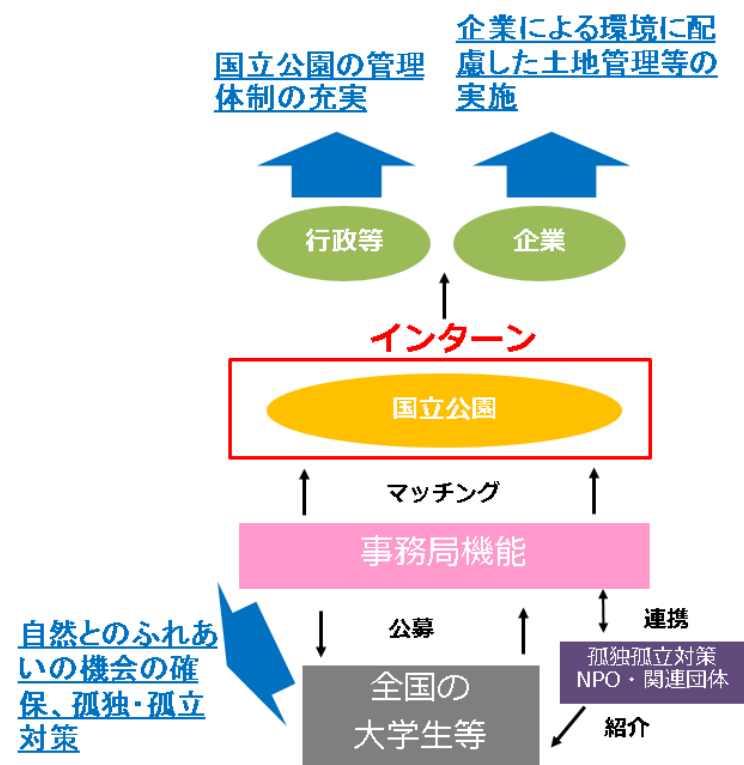 国立公園の管理
体制の充実
企業による環境に配
慮した土地管理等の
実施
行政等
企業
インターン
国立公園
マッチング
事務局機能
公募
連携
自然とのふれあ
いの機会の確
保、孤独・孤立
対策
全国の
大学生等
孤独孤立対策
NPO・関連団体
紹介